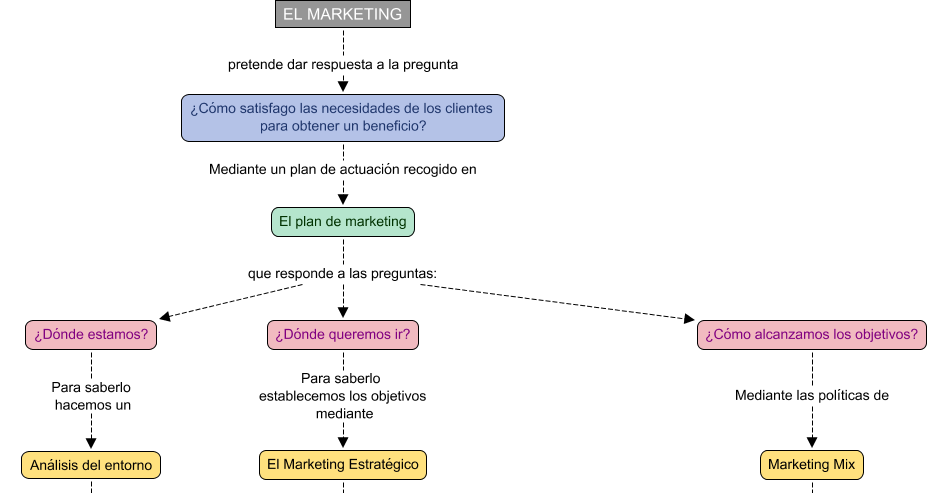 EL MARKETING
pretende dar respuesta a la pregunta
¿Cómo satisfago las necesidades de los clientes
para obtener un beneficio?
Mediante un plan de actuación recogido en
El plan de marketing
que responde a las preguntas:
¿Dónde estamos?
¿Dónde queremos ir?
¿Cómo alcanzamos los objetivos?
Para saberlo
hacemos un
Para saberlo
establecemos los objetivos
mediante
Mediante las políticas de
Análisis del entorno
El Marketing Estratégico
Marketing Mix